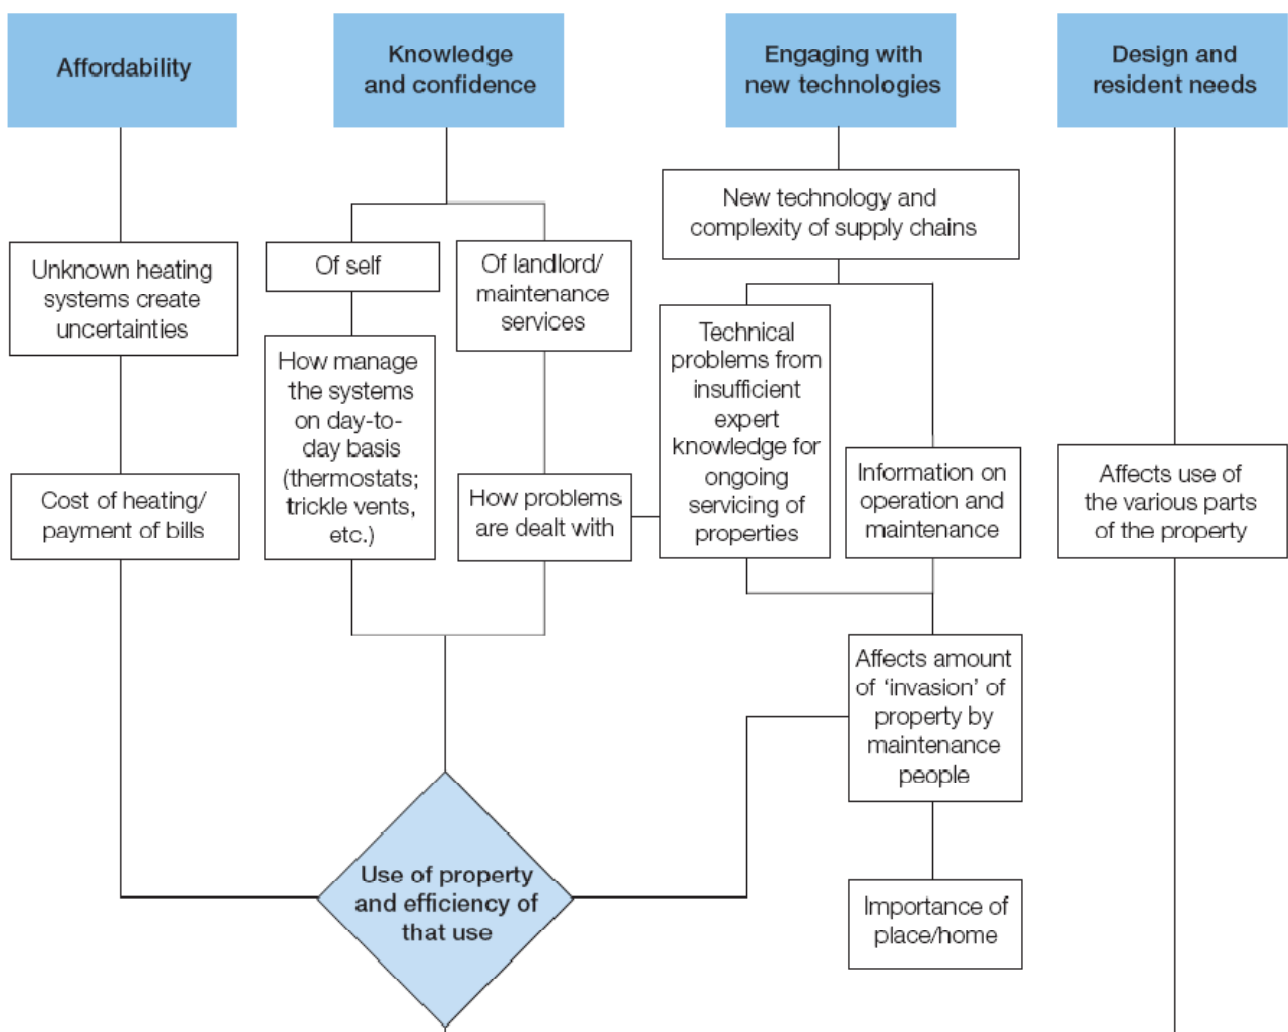 Affordability
Knowledge
and confidence
Engaging with
new technologies
Design and
resident needs
Unknown heating
systems create
uncertainties
Cost of heating/
payment of bills
Of self
How manage
the systems
on day-to-
day basis
(thermostats;
trickle vents,
etc.)
Of landlord/
maintenance
services
How problems
are dealt with
New technology and
complexity of supply chains
Technical
problems from
insufficient
expert
knowledge for
ongoing
servicing of
properties
Information on
operation and
maintenance
Affects amount
of ‘invasion’ of
property by
maintenance
people
Importance of
place/home
Affects use of
the various parts
of the property
Use of property
and efficiency of
that use